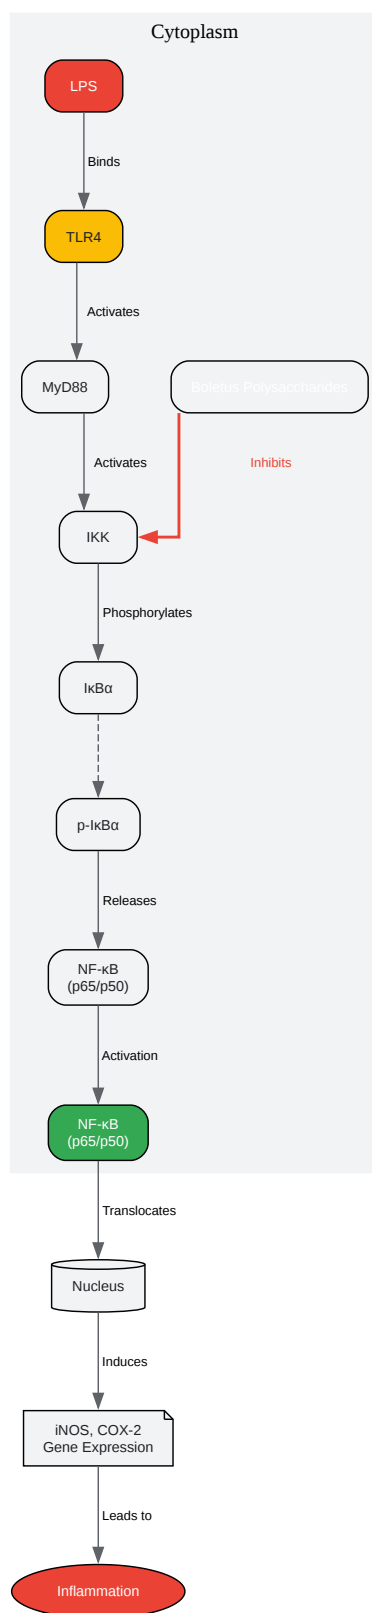 Cytoplasm
LPS
Binds
TLR4
Activates
MyD88
Boletus Polysaccharides
Activates
Inhibits
IKK
Phosphorylates
IκBα
p-IκBα
Releases
NF-κB
(p65/p50)
Activation
NF-κB
(p65/p50)
Translocates
Nucleus
Induces
iNOS, COX-2
Gene Expression
Leads to
Inflammation